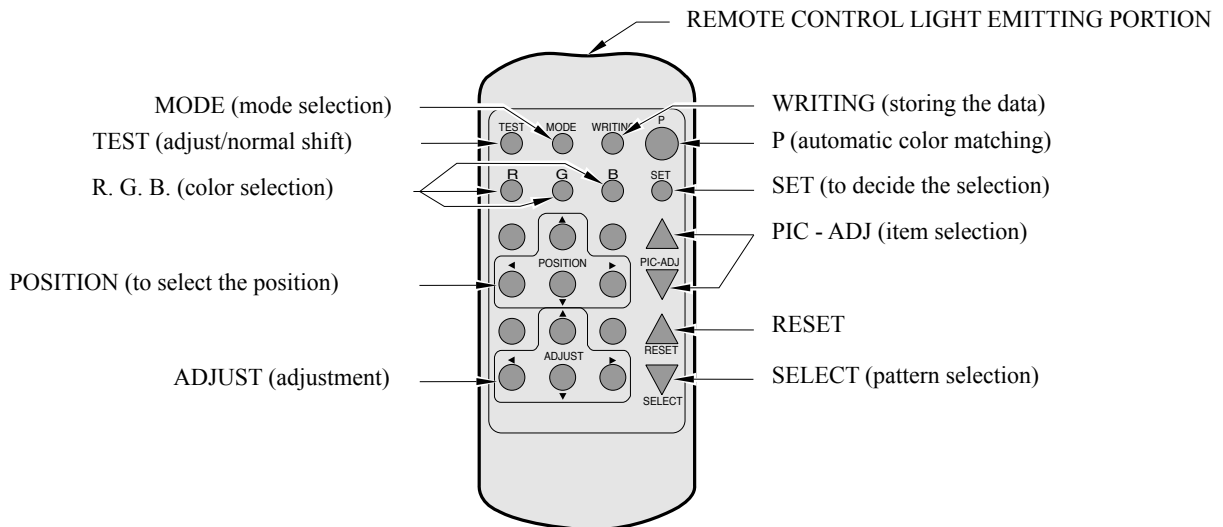 REMOTE CONTROL LIGHT EMITTING PORTION
MODE (mode selection)
WRITING (storing the data)
TEST (adjust/normal shift)
P (automatic color matching)
R. G. B. (color selection)
SET (to decide the selection)
PIC - ADJ (item selection)
POSITION (to select the position)
RESET
ADJUST (adjustment)
SELECT (pattern selection)
TEST MODE WRITING P
R G B SET
POSITION PIC-ADJ
ADJUST RESET
SELECT